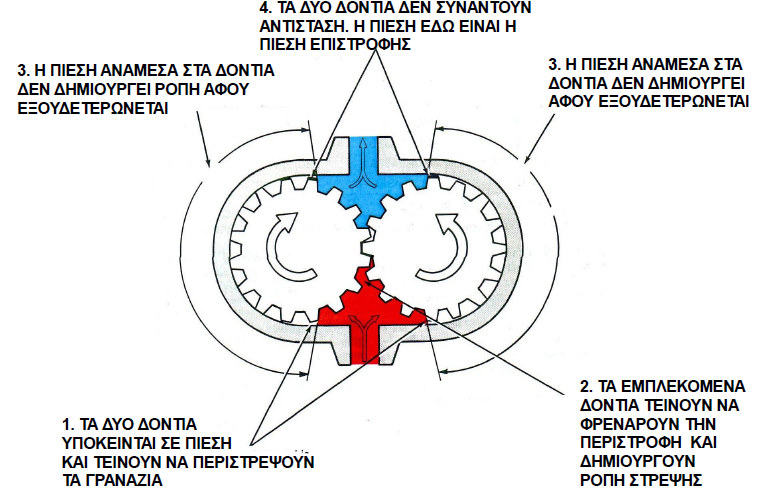 4. ΤΑ ΔΥΟ ΔΟΝΤΙΑ ΔΕΝ ΣΥΝΑΝΤΟΥΝ
ΑΝΤΙΣΤΑΣΗ. Η ΠΙΕΣΗ ΕΔΩ ΕΙΝΑΙ Η
ΠΙΕΣΗ ΕΠΙΣΤΡΟΦΗΣ
3. Η ΠΙΕΣΗ ΑΝΑΜΕΣΑ ΣΤΑ ΔΟΝΤΙΑ
ΔΕΝ ΔΗΜΙΟΥΡΓΕΙ ΡΟΠΗ ΑΦΟΥ
ΕΞΟΥΔΕΤΕΡΩΝΕΤΑΙ
3. Η ΠΙΕΣΗ ΑΝΑΜΕΣΑ ΣΤΑ
ΔΟΝΤΙΑ ΔΕΝ ΔΗΜΙΟΥΡΓΕΙ
ΑΦΟΥ ΕΞΟΥΔΕΤΕΡΩΝΕΤΑΙ
1. ΤΑ ΔΥΟ ΔΟΝΤΙΑ
ΥΠΟΚΕΙΝΤΑΙ ΣΕ ΠΙΕΣΗ
ΚΑΙ ΤΕΙΝΟΥΝ ΝΑ ΠΕΡΙΣΤΡΕΨΟΥΝ
ΤΑ ΓΡΑΝΑΖΙΑ
2. ΤΑ ΕΜΠΛΕΚΟΜΕΝΑ
ΔΟΝΤΙΑ ΤΕΙΝΟΥΝ ΝΑ
ΦΡΕΝΑΡΟΥΝ ΤΗΝ
ΠΕΡΙΣΤΡΟΦΗ ΚΑΙ
ΔΗΜΙΟΥΡΓΟΥΝ
ΡΟΠΗ ΣΤΡΕΨΗΣ